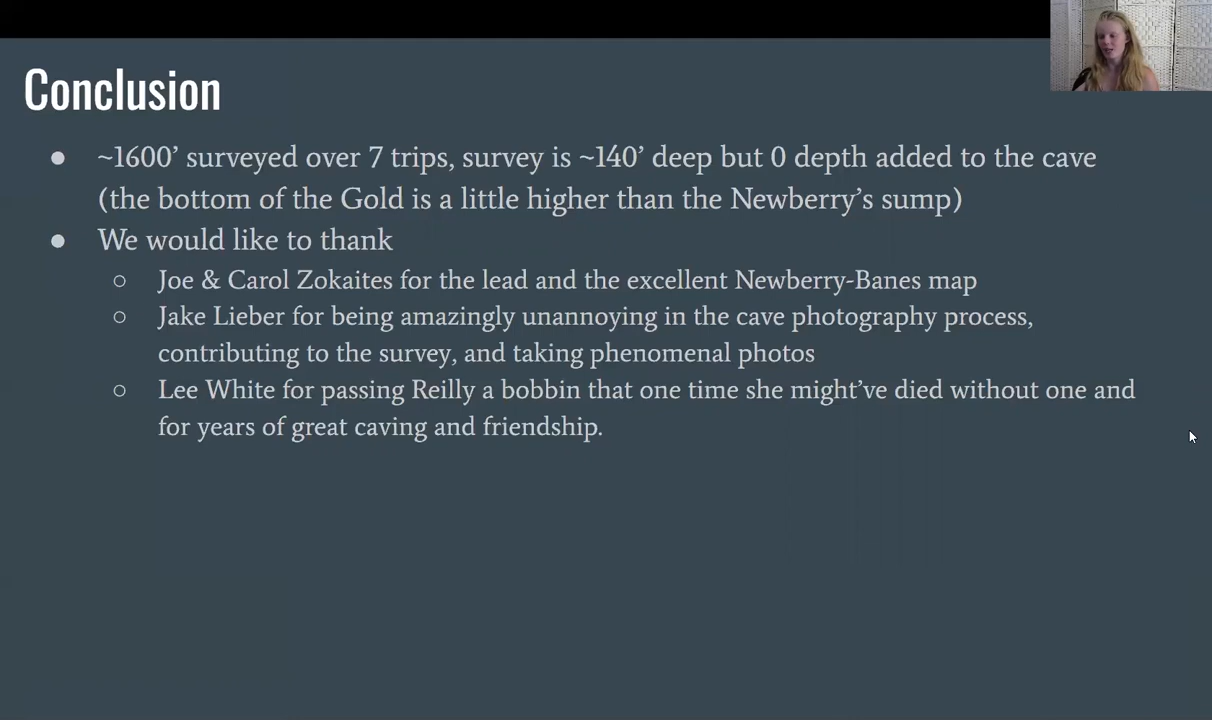 Conclusion
● ~1600’ surveyed over 7 trips, survey is ~140’ deep but 0 depth added to the cave
(the bottom of the Gold is a little higher than the Newberry’s sump)
● We would like to thank
○ Joe & Carol Zokaites for the lead and the excellent Newberry-Banes map
○ Jake Lieber for being amazingly unannoying in the cave photography process,
contributing to the survey, and taking phenomenal photos
○ Lee White for passing Reilly a bobbin that one time she might’ve died without one and
for years of great caving and friendship.